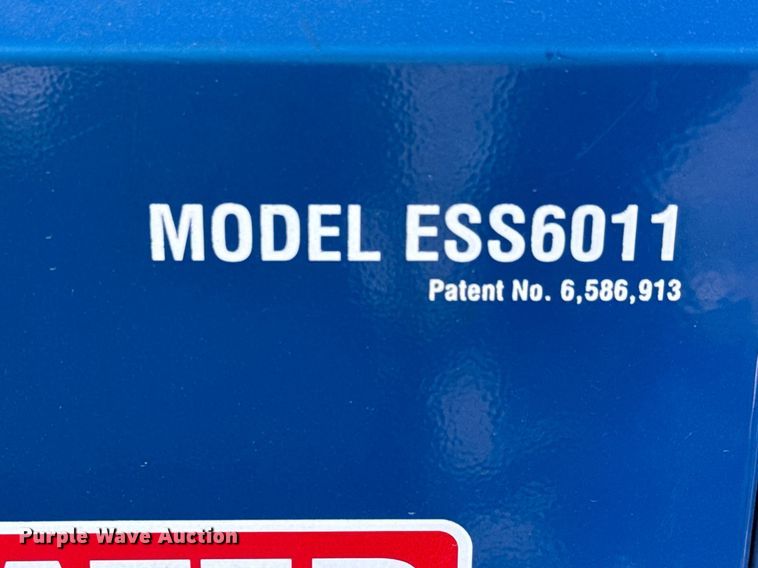 MODEL ESS6011
Patent No. 6,586,913
Purple Wave Auction